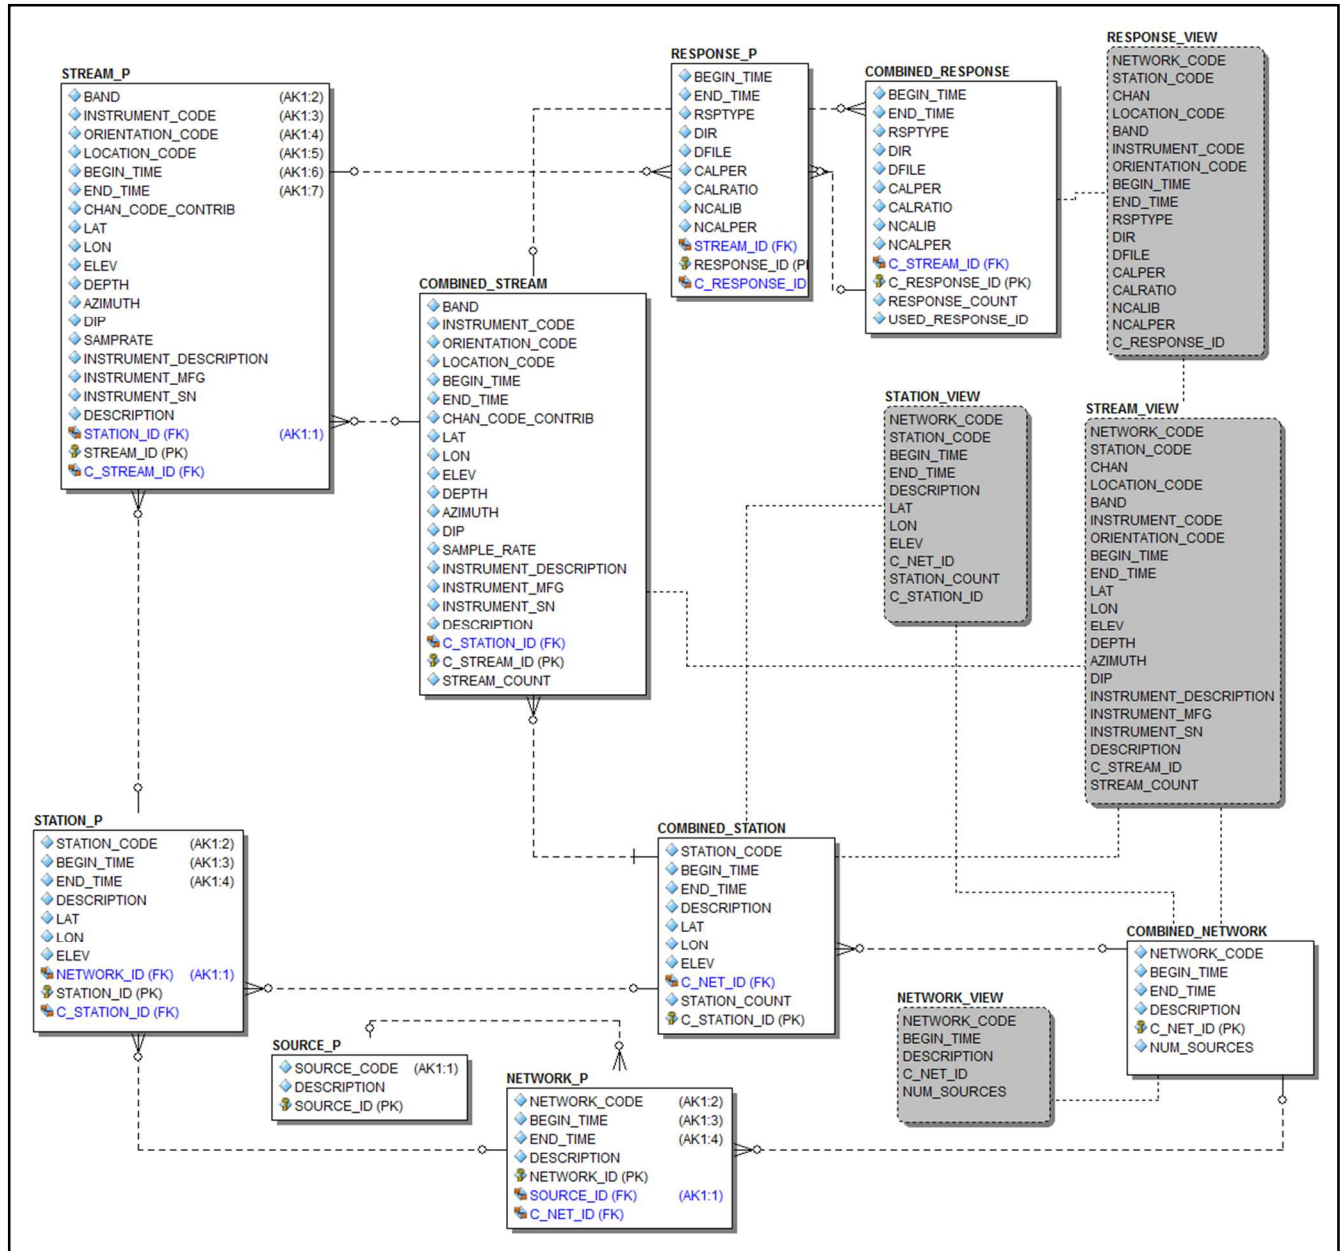 STREAM_P
BAND (AK1:2)
INSTRUMENT_CODE (AK1:3)
ORIENTATION_CODE (AK1:4)
LOCATION_CODE (AK1:5)
BEGIN_TIME (AK1:6)
END_TIME (AK1:7)
CHAN_CODE_CONTRIB
LAT
LON
ELEV
DEPTH
AZIMUTH
DIP
SAMPRATE
INSTRUMENT_DESCRIPTION
INSTRUMENT_MFG
INSTRUMENT_SN
DESCRIPTION
STATION_ID (FK) (AK1:1)
STREAM_ID (PK)
C_STREAM_ID (FK)
RESPONSE_P
BEGIN_TIME
END_TIME
RSPTYPE
DIR
DFILE
CALPER
CALRATIO
NCALIB
NCALPER
STREAM_ID (FK)
RESPONSE_ID (P
C_RESPONSE_ID
COMBINED_RESPONSE
BEGIN_TIME
END_TIME
RSPTYPE
DIR
DFILE
CALPER
CALRATIO
NCALIB
NCALPER
C_STREAM_ID (FK)
C_RESPONSE_ID (PK)
RESPONSE_COUNT
USED_RESPONSE_ID
RESPONSE_VIEW
NETWORK_CODE
STATION_CODE
CHAN
LOCATION_CODE
BAND
INSTRUMENT_CODE
ORIENTATION_CODE
BEGIN_TIME
END_TIME
RSPTYPE
DIR
DFILE
CALPER
CALRATIO
NCALIB
NCALPER
C_RESPONSE_ID
COMBINED_STREAM
BAND
INSTRUMENT_CODE
ORIENTATION_CODE
LOCATION_CODE
BEGIN_TIME
END_TIME
CHAN_CODE_CONTRIB
LAT
LON
ELEV
DEPTH
AZIMUTH
DIP
SAMPLE_RATE
INSTRUMENT_DESCRIPTION
INSTRUMENT_MFG
INSTRUMENT_SN
DESCRIPTION
C_STATION_ID (FK)
C_STREAM_ID (PK)
STREAM_COUNT
STATION_VIEW
NETWORK_CODE
STATION_CODE
BEGIN_TIME
END_TIME
DESCRIPTION
LAT
LON
ELEV
C_NET_ID
STATION_COUNT
C_STATION_ID
STREAM_VIEW
NETWORK_CODE
STATION_CODE
CHAN
LOCATION_CODE
BAND
INSTRUMENT_CODE
ORIENTATION_CODE
BEGIN_TIME
END_TIME
LAT
LON
ELEV
DEPTH
AZIMUTH
DIP
INSTRUMENT_DESCRIPTION
INSTRUMENT_MFG
INSTRUMENT_SN
DESCRIPTION
C_STREAM_ID
STREAM_COUNT
STATION_P
STATION_CODE (AK1:2)
BEGIN_TIME (AK1:3)
END_TIME (AK1:4)
DESCRIPTION
LAT
LON
ELEV
NETWORK_ID (FK) (AK1:1)
STATION_ID (PK)
C_STATION_ID (FK)
COMBINED_STATION
STATION_CODE
BEGIN_TIME
END_TIME
DESCRIPTION
LAT
LON
ELEV
C_NET_ID (FK)
STATION_COUNT
C_STATION_ID (PK)
COMBINED_NETWORK
NETWORK_CODE
BEGIN_TIME
END_TIME
DESCRIPTION
C_NET_ID (PK)
NUM_SOURCES
NETWORK_VIEW
NETWORK_CODE
BEGIN_TIME
DESCRIPTION
C_NET_ID
NUM_SOURCES
SOURCE_P
SOURCE_CODE (AK1:1)
DESCRIPTION
SOURCE_ID (PK)
NETWORK_P
NETWORK_CODE (AK1:2)
BEGIN_TIME (AK1:3)
END_TIME (AK1:4)
DESCRIPTION
NETWORK_ID (PK)
SOURCE_ID (FK) (AK1:1)
C_NET_ID (FK)